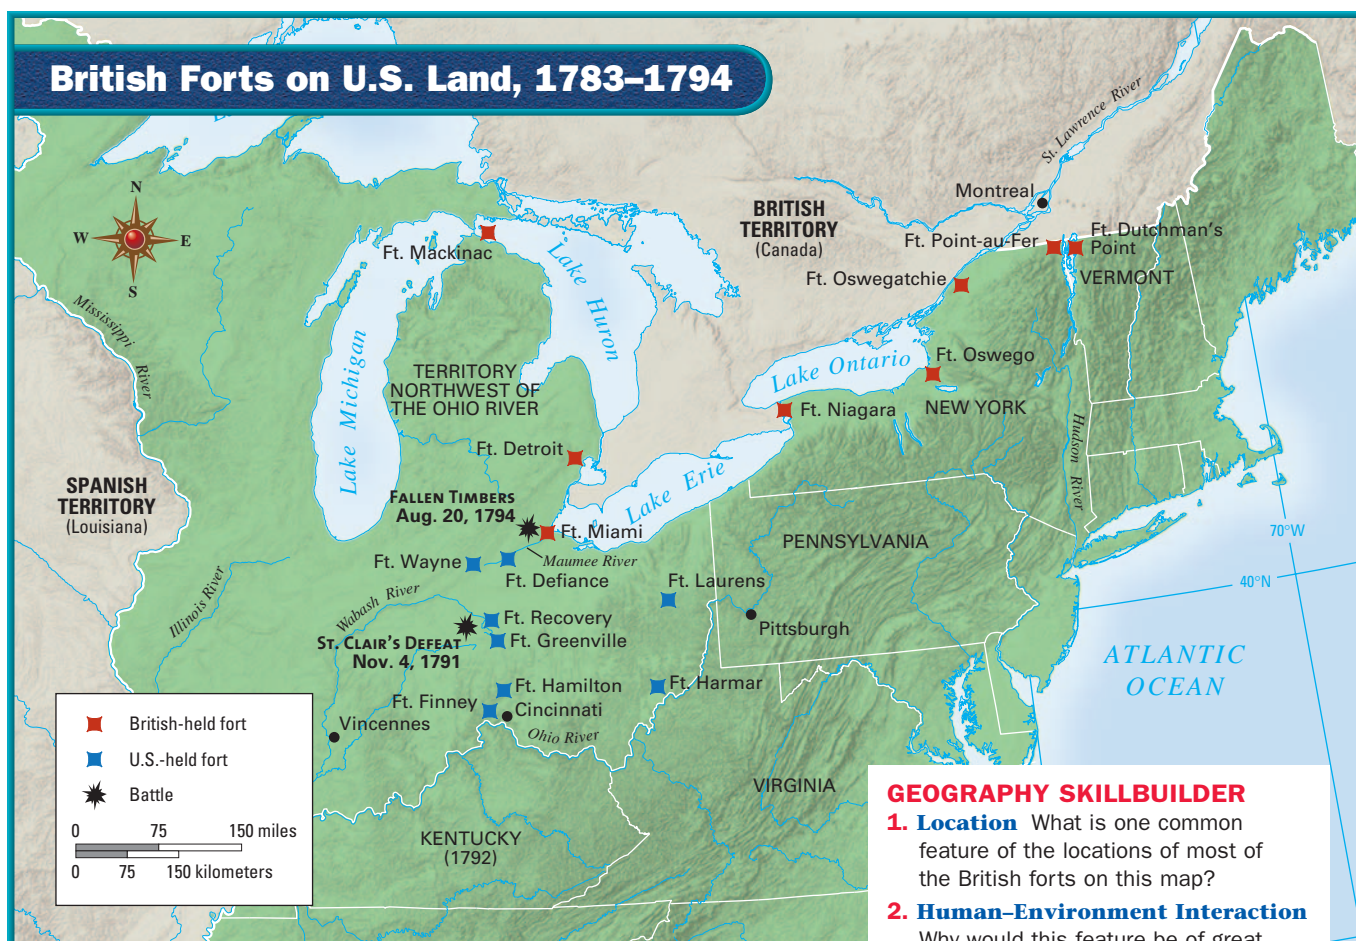 British Forts on U.S. Land, 1783–1794
N
W
E
S
St. Lawrence River
Montreal
BRITISH
TERRITORY
(Canada)
Ft. Point-au-Fer
Ft. Dutchman's
Point
VERMONT
Ft. Oswegatchie
Ft. Mackinac
Lake Huron
Mississippi
River
Lake Michigan
TERRITORY
NORTHWEST OF
THE OHIO RIVER
Lake Ontario
Ft. Oswego
Ft. Niagara
NEW YORK
Hudson River
Ft. Detroit
Lake Erie
SPANISH
TERRITORY
(Louisiana)
FALLEN TIMBERS
Aug. 20, 1794
Ft. Miami
70°W
PENNSYLVANIA
Ft. Wayne
Maumee River
Ft. Defiance
Ft. Laurens
40°N
Illinois River
Wabash River
Ft. Recovery
Pittsburgh
ST. CLAIR'S DEFEAT
Nov. 4, 1791
Ft. Greenville
ATLANTIC
OCEAN
Ft. Hamilton
Ft. Harmar
Ft. Finney
Cincinnati
Vincennes
Ohio River
British-held fort
U.S.-held fort
Battle
0 75 150 miles
0 75 150 kilometers
VIRGINIA
KENTUCKY
(1792)
GEOGRAPHY SKILLBUILDER
1. Location What is one common
feature of the locations of most of
the British forts on this map?
2. Human–Environment Interaction
Why would this feature be of great